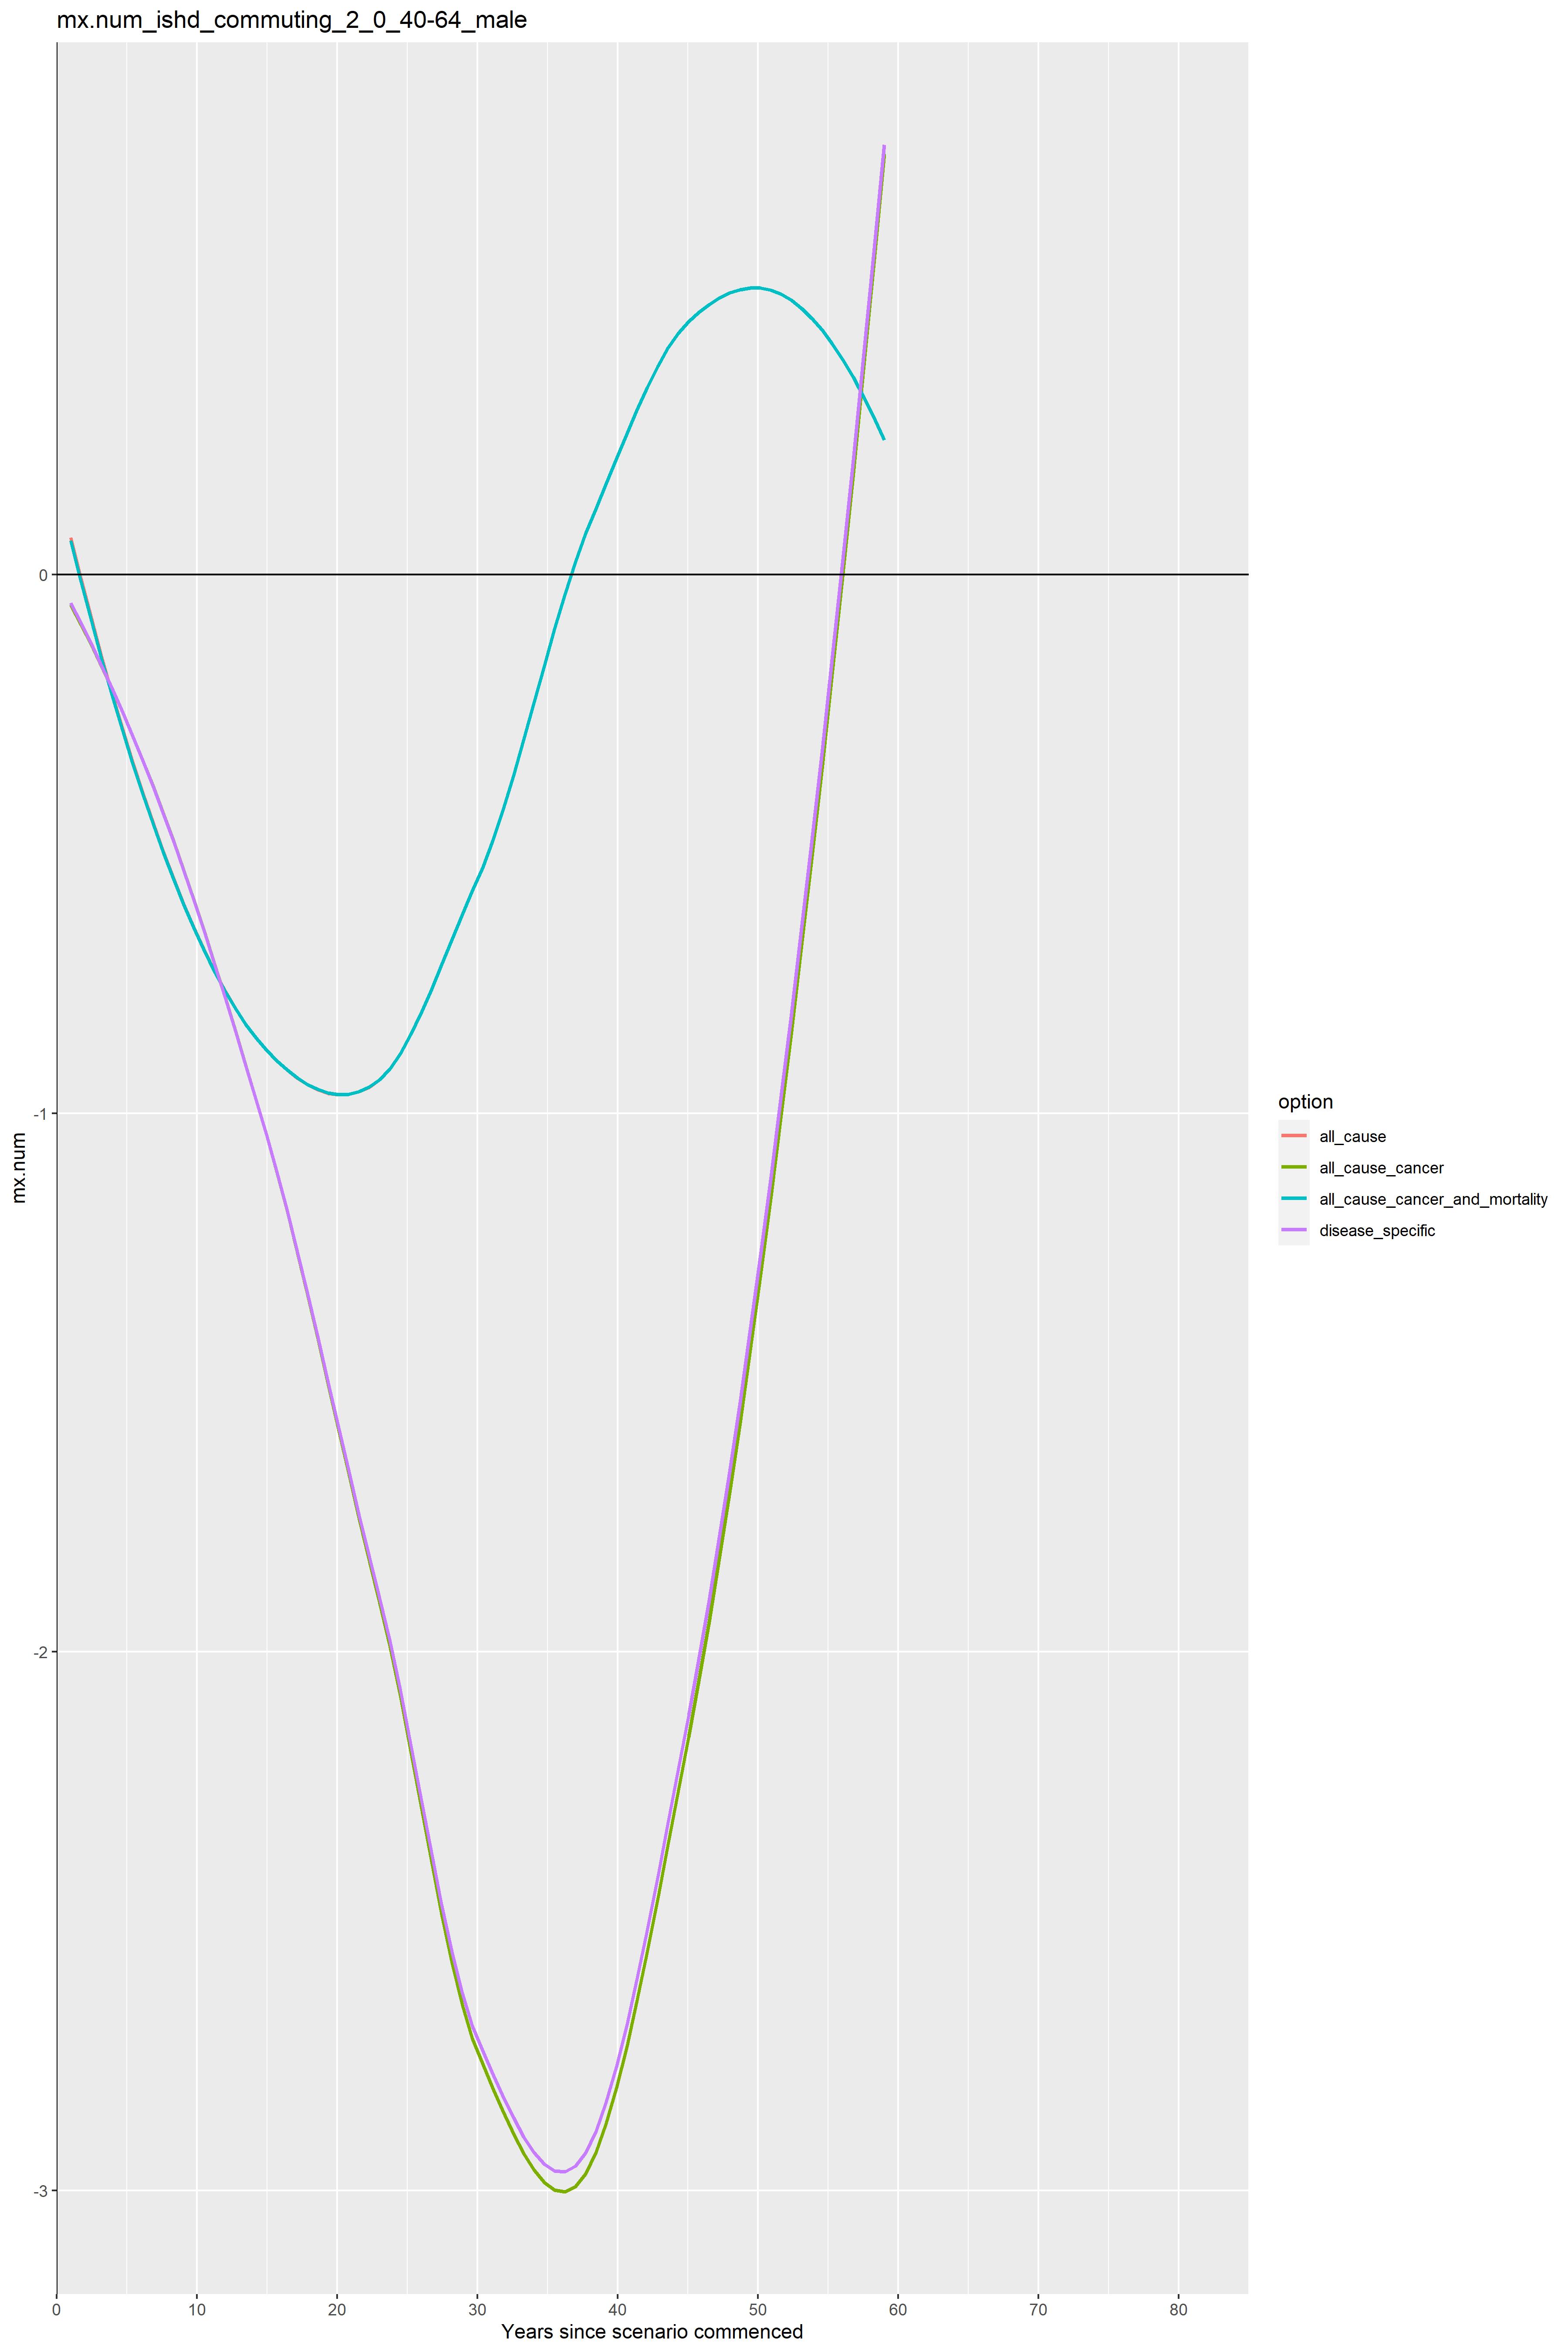 mx.num_ishd_commuting_2_0_40-64_male
mx.num
0
-1
-2
-3
0 10 20 30 40 50 60 70 80
Years since scenario commenced
option
all_cause
all_cause_cancer
all_cause_cancer_and_mortality
disease_specific